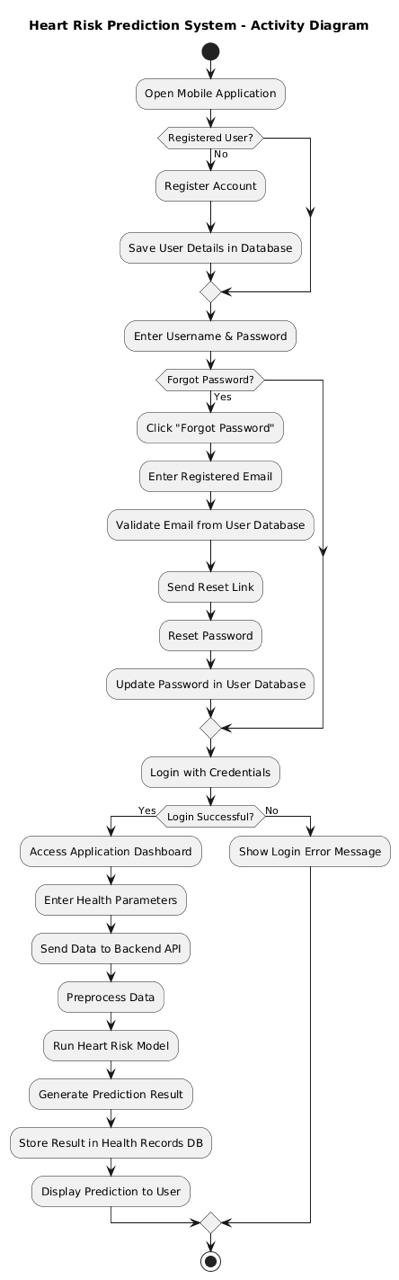 Heart Risk Prediction System - Activity Diagram
Open Mobile Application
Registered User?
No
Register Account
Save User Details in Database
Enter Username & Password
Forgot Password?
Yes
Click "Forgot Password"
Enter Registered Email
Validate Email from User Database
Send Reset Link
Reset Password
Update Password in User Database
Login with Credentials
Yes
Login Successful?
No
Access Application Dashboard
Show Login Error Message
Enter Health Parameters
Send Data to Backend API
Preprocess Data
Run Heart Risk Model
Generate Prediction Result
Store Result in Health Records DB
Display Prediction to User